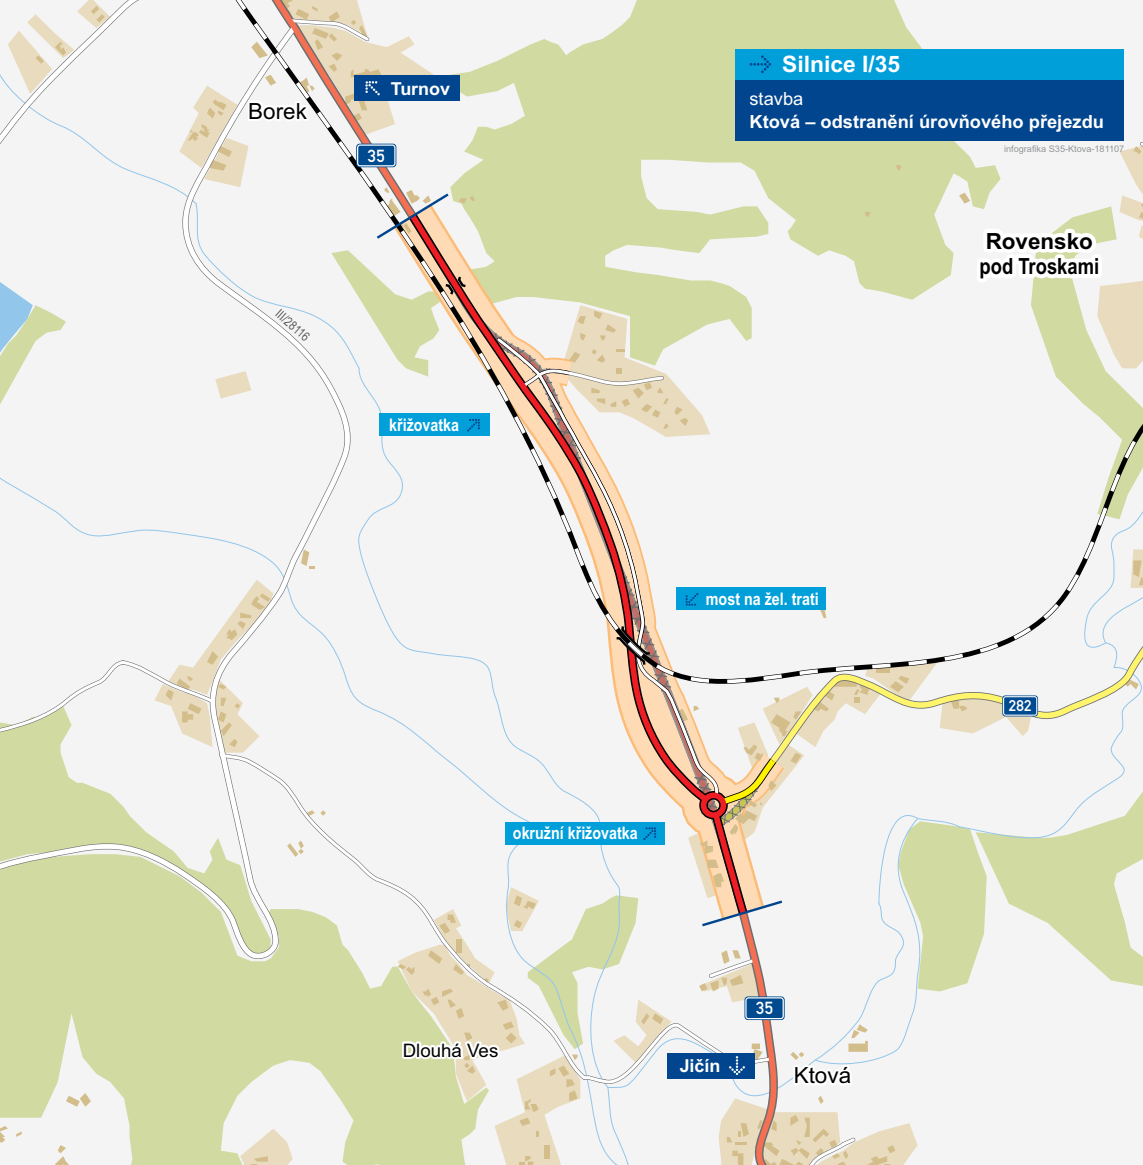 Silnice I/35
stavba
Ktová – odstranění úrovňového přejezdu
infografika S35-Ktova-181107
Turnov
Borek
35
Rovensko
pod Troskami
III/28116
křižovatka
most na žel. trati
282
okružní křižovatka
35
Dlouhá Ves
Jičín
Ktová